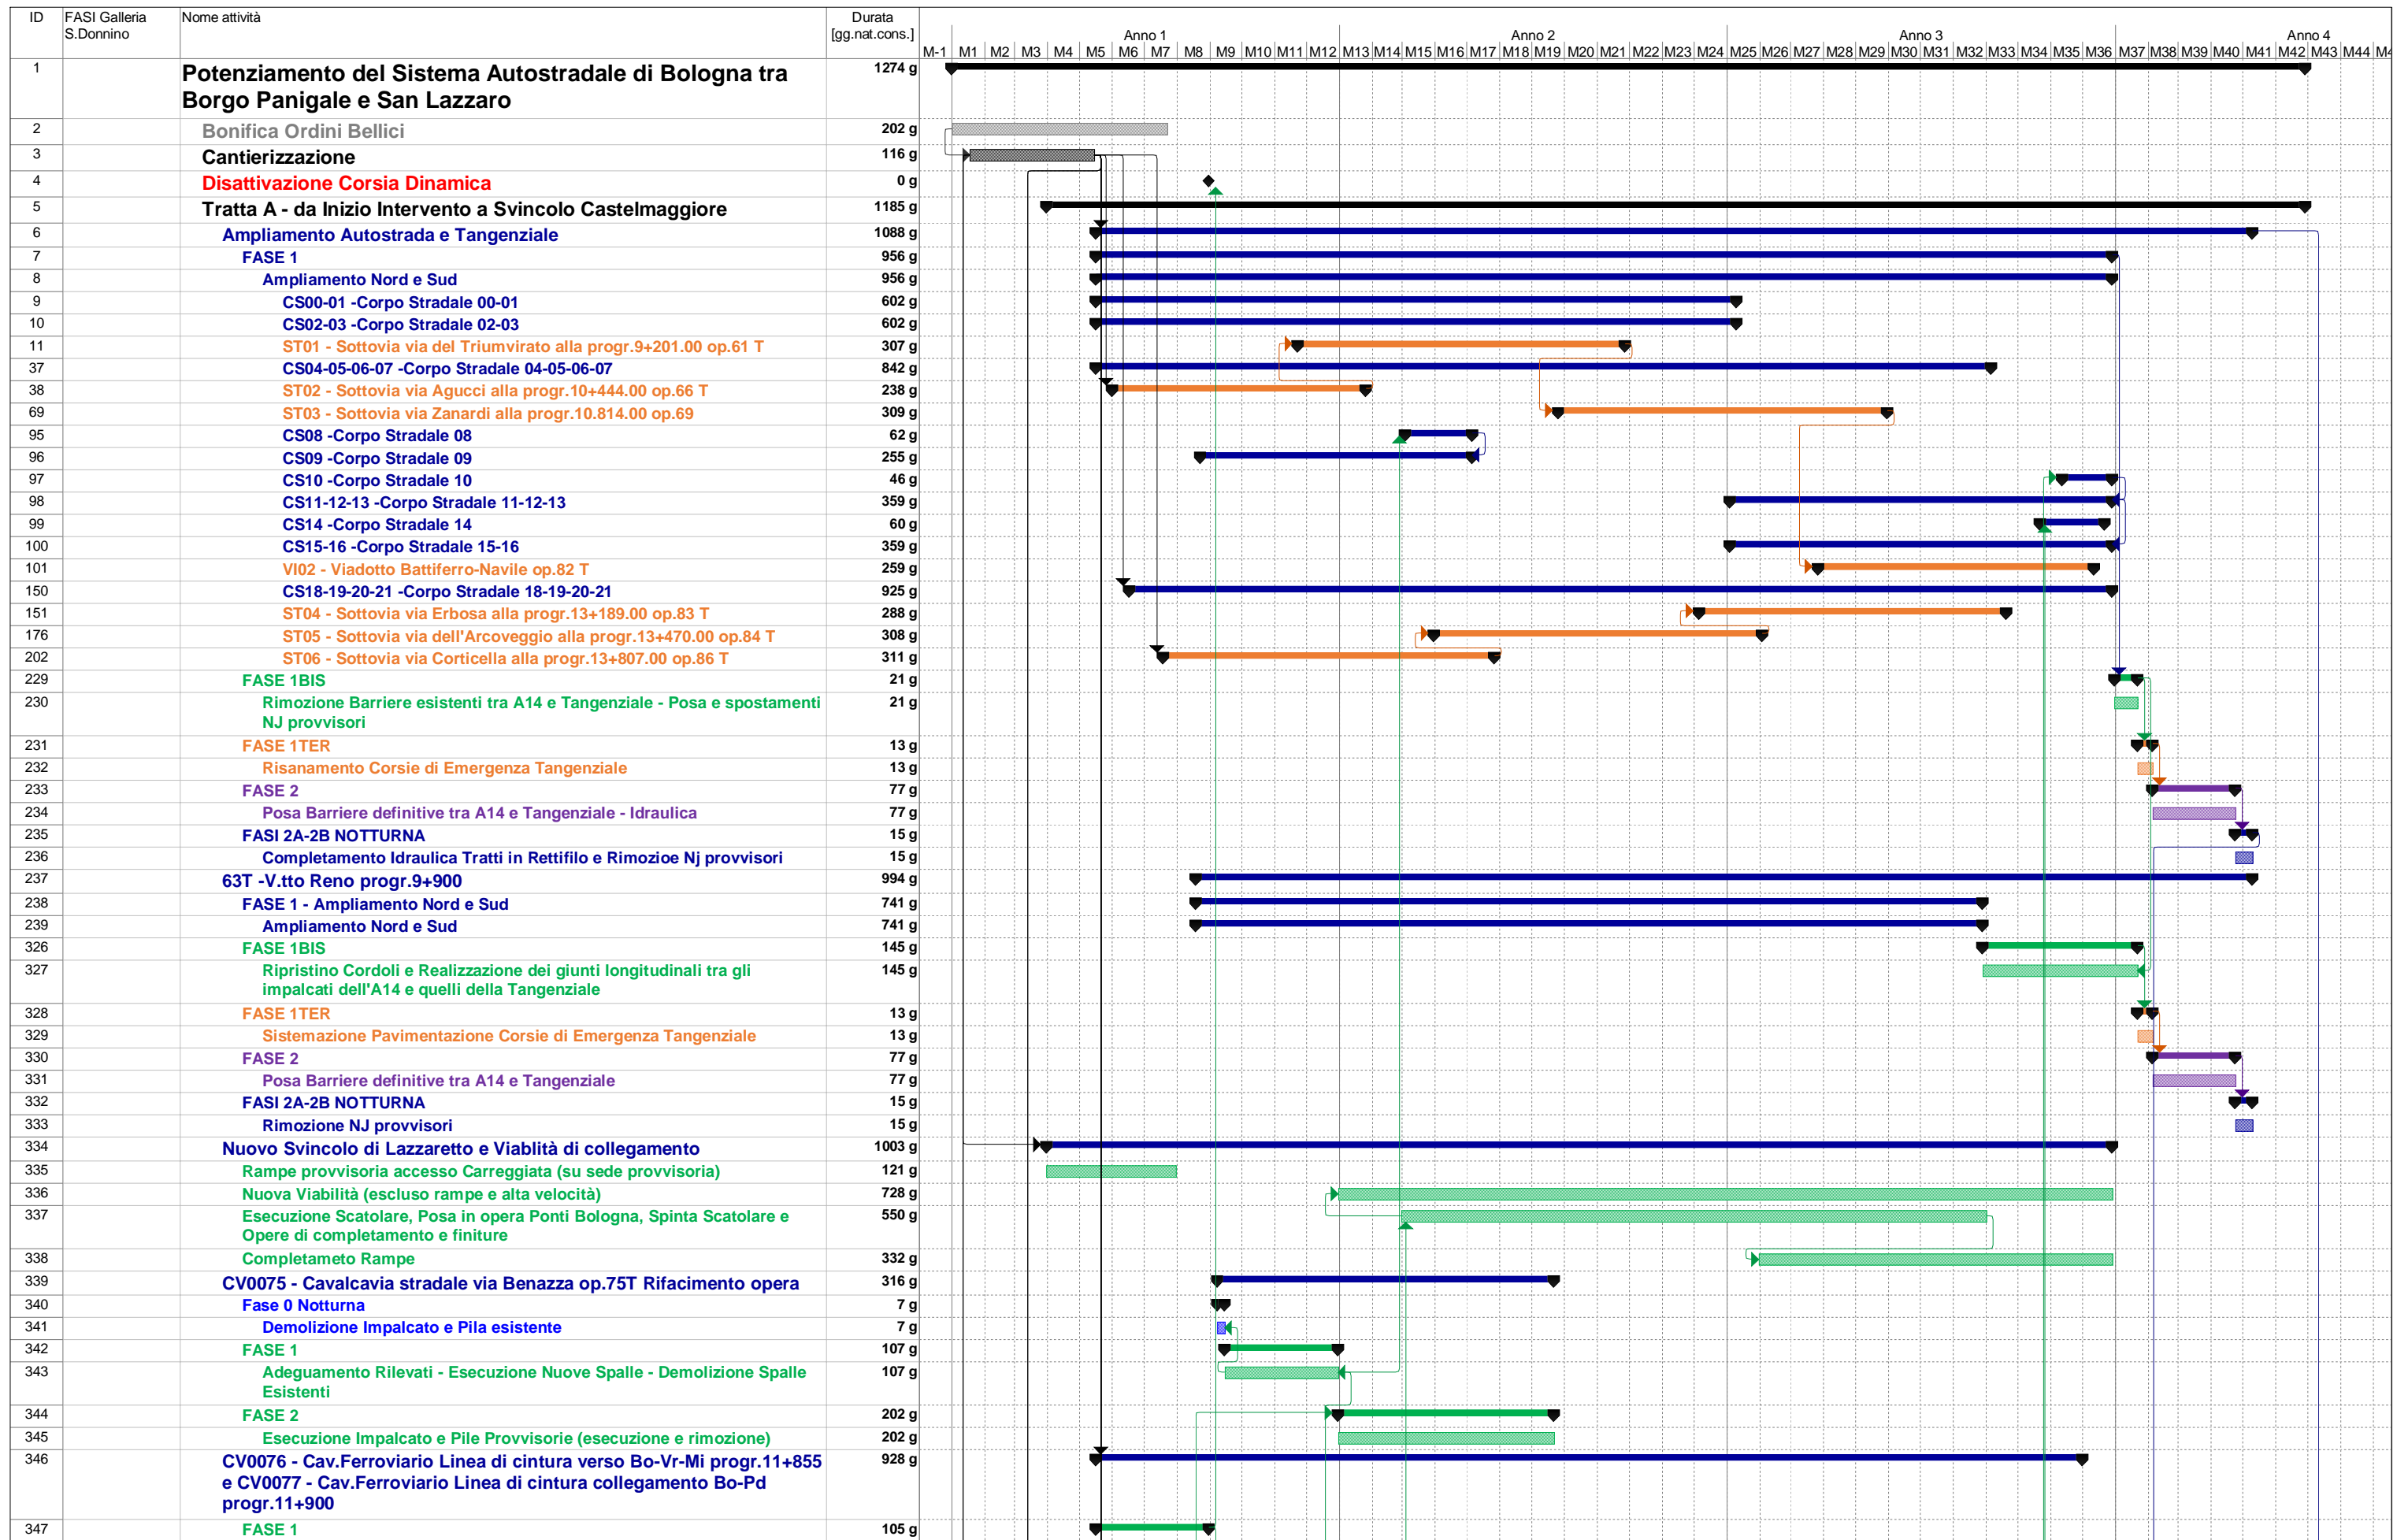 ID FASI Galleria Nome attività Durata
S.Donnino [gg.nat.cons.]
Anno 1 Anno 2 Anno 3 Anno 4
M-1 M1 M2 M3 M4 M5 M6 M7 M8 M9 M10 M11 M12 M13 M14 M15 M16 M17 M18 M19 M20 M21 M22 M23 M24 M25 M26 M27 M28 M29 M30 M31 M32 M33 M34 M35 M36 M37 M38 M39 M40 M41 M42 M43 M44
1 Potenziamento del Sistema Autostradale di Bologna tra 1274 g
Borgo Panigale e San Lazzaro
2 Bonifica Ordini Bellici 202 g
3 Cantierizzazione 116 g
4 Disattivazione Corsia Dinamica 0 g
5 Tratta A - da Inizio Intervento a Svincolo Castelmaggiore 1185 g
6 Ampliamento Autostrada e Tangenziale 1088 g
7 FASE 1 956 g
8 Ampliamento Nord e Sud 956 g
9 CS00-01 -Corpo Stradale 00-01 602 g
10 CS02-03 -Corpo Stradale 02-03 602 g
11 ST01 - Sottovia via del Triumvirato alla progr.9+201.00 op.61 T 307 g
37 CS04-05-06-07 -Corpo Stradale 04-05-06-07 842 g
38 ST02 - Sottovia via Agucci alla progr.10+444.00 op.66 T 238 g
69 ST03 - Sottovia via Zanardi alla progr.10.814.00 op.69 309 g
95 CS08 -Corpo Stradale 08 62 g
96 CS09 -Corpo Stradale 09 255 g
97 CS10 -Corpo Stradale 10 46 g
98 CS11-12-13 -Corpo Stradale 11-12-13 359 g
99 CS14 -Corpo Stradale 14 60 g
100 CS15-16 -Corpo Stradale 15-16 359 g
101 VI02 - Viadotto Battiferro-Navile op.82 T 259 g
150 CS18-19-20-21 -Corpo Stradale 18-19-20-21 925 g
151 ST04 - Sottovia via Erbosa alla progr.13+189.00 op.83 T 288 g
176 ST05 - Sottovia via dell'Arcoveggio alla progr.13+470.00 op.84 T 308 g
202 ST06 - Sottovia via Corticella alla progr.13+807.00 op.86 T 311 g
229 FASE 1BIS 21 g
230 Rimozione Barriere esistenti tra A14 e Tangenziale - Posa e spostamenti 21 g
NJ provvisori
231 FASE 1TER 13 g
232 Risanamento Corsie di Emergenza Tangenziale 13 g
233 FASE 2 77 g
234 Posa Barriere definitive tra A14 e Tangenziale - Idraulica 77 g
235 FASI 2A-2B NOTTURNA 15 g
236 Completamento Idraulica Tratti in Rettifilo e Rimozioe Nj provvisori 15 g
237 63T -V.tto Reno progr.9+900 994 g
238 FASE 1 - Ampliamento Nord e Sud 741 g
239 Ampliamento Nord e Sud 741 g
326 FASE 1BIS 145 g
327 Ripristino Cordoli e Realizzazione dei giunti longitudinali tra gli 145 g
impalcati dell'A14 e quelli della Tangenziale
328 FASE 1TER 13 g
329 Sistemazione Pavimentazione Corsie di Emergenza Tangenziale 13 g
330 FASE 2 77 g
331 Posa Barriere definitive tra A14 e Tangenziale 77 g
332 FASI 2A-2B NOTTURNA 15 g
333 Rimozione NJ provvisori 15 g
334 Nuovo Svincolo di Lazzaretto e Viablità di collegamento 1003 g
335 Rampe provvisoria accesso Carreggiata (su sede provvisoria) 121 g
336 Nuova Viabilità (escluso rampe e alta velocità) 728 g
337 Esecuzione Scatolare, Posa in opera Ponti Bologna, Spinta Scatolare e 550 g
Opere di completamento e finiture
338 Completameto Rampe 332 g
339 CV0075 - Cavalcavia stradale via Benazza op.75T Rifacimento opera 316 g
340 Fase 0 Notturna 7 g
341 Demolizione Impalcato e Pila esistente 7 g
342 FASE 1 107 g
343 Adeguamento Rilevati - Esecuzione Nuove Spalle - Demolizione Spalle 107 g
Esistenti
344 FASE 2 202 g
345 Esecuzione Impalcato e Pile Provvisorie (esecuzione e rimozione) 202 g
346 CV0076 - Cav.Ferroviario Linea di cintura verso Bo-Vr-Mi progr.11+855 928 g
e CV0077 - Cav.Ferroviario Linea di cintura collegamento Bo-Pd
progr.11+900
347 FASE 1 105 g